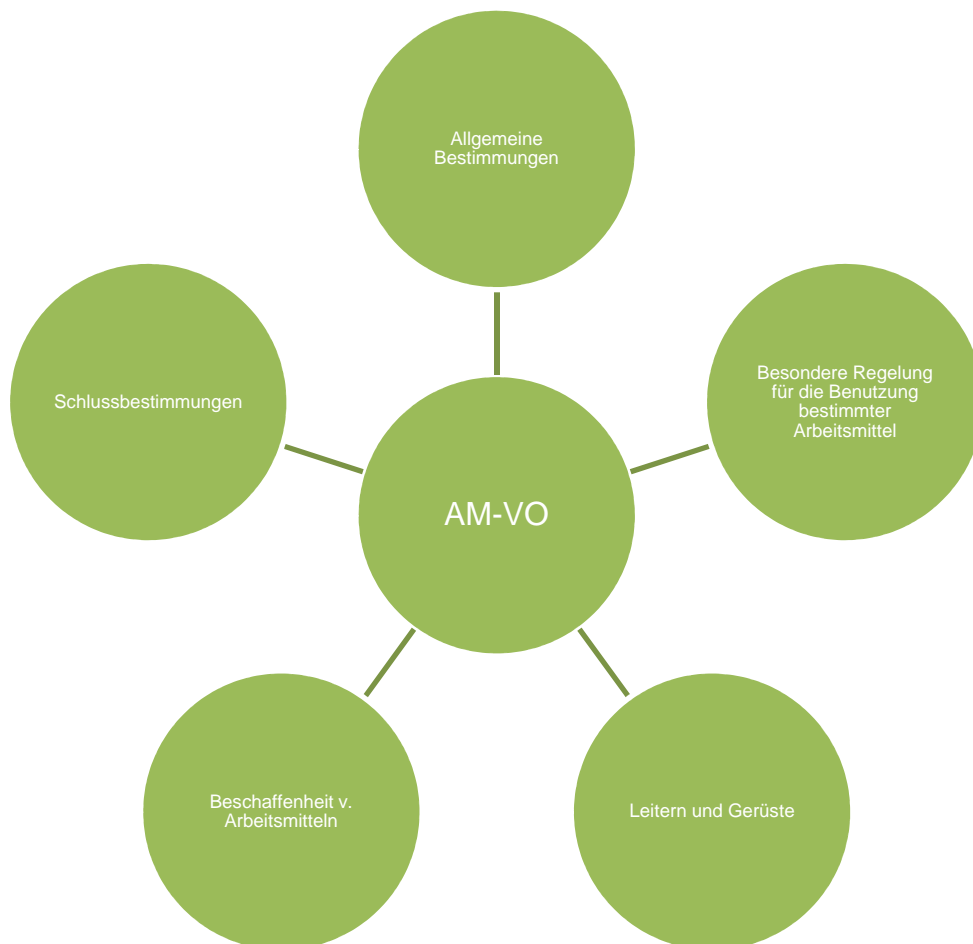 Allgemeine
Bestimmungen
Besondere Regelung
für die Benutzung
bestimmter
Arbeitsmittel
Schlussbestimmungen
AM-VO
Beschaffenheit v.
Arbeitsmitteln
Leitern und Gerüste